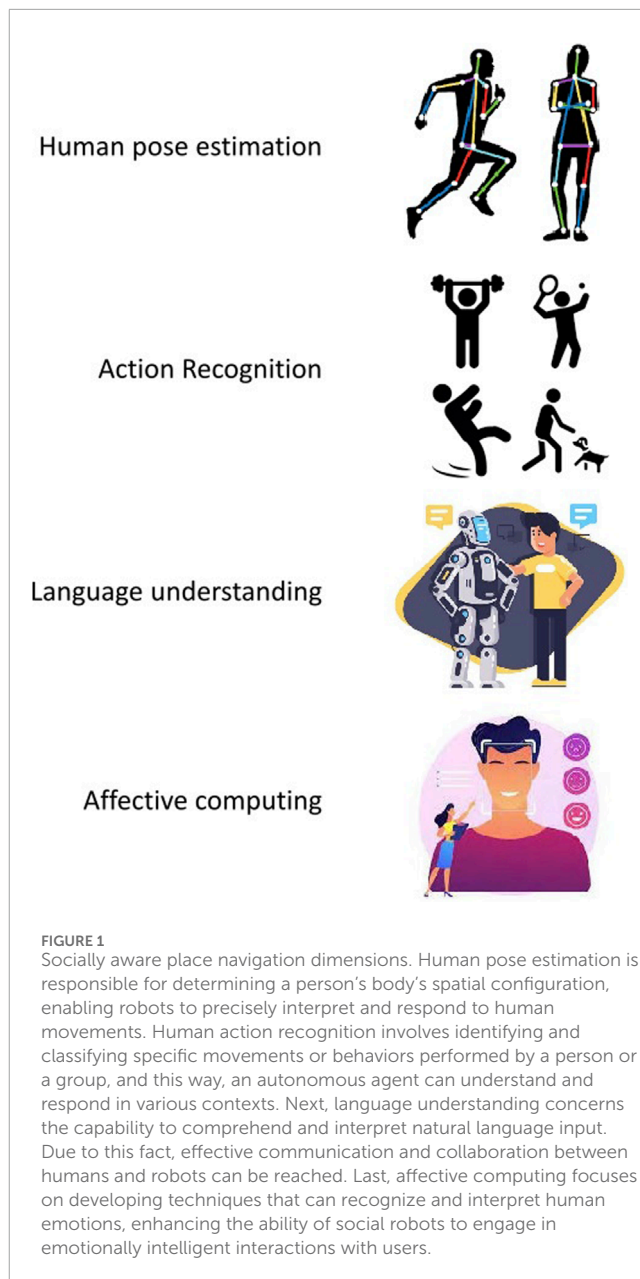 Human pose estimation
Action Recognition
Language understanding
Affective computing
FIGURE 1
Socially aware place navigation dimensions. Human pose estimation is
responsible for determining a person's body's spatial configuration,
enabling robots to precisely interpret and respond to human
movements. Human action recognition involves identifying and
classifying specific movements or behaviors performed by a person or
a group, and this way, an autonomous agent can understand and
respond in various contexts. Next, language understanding concerns
the capability to comprehend and interpret natural language input.
Due to this fact, effective communication and collaboration between
humans and robots can be reached. Last, affective computing focuses
on developing techniques that can recognize and interpret human
emotions, enhancing the ability of social robots to engage in
emotionally intelligent interactions with users.